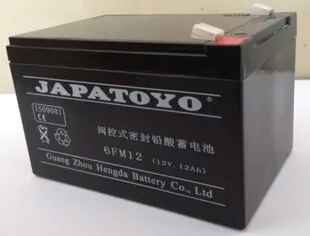 JAPATOYO
ISO9001
CE
阀控式密封铅酸蓄电池
6FM12 (12V, 12Ah)
Guang Zhou Hengda Battery Co., Ltd